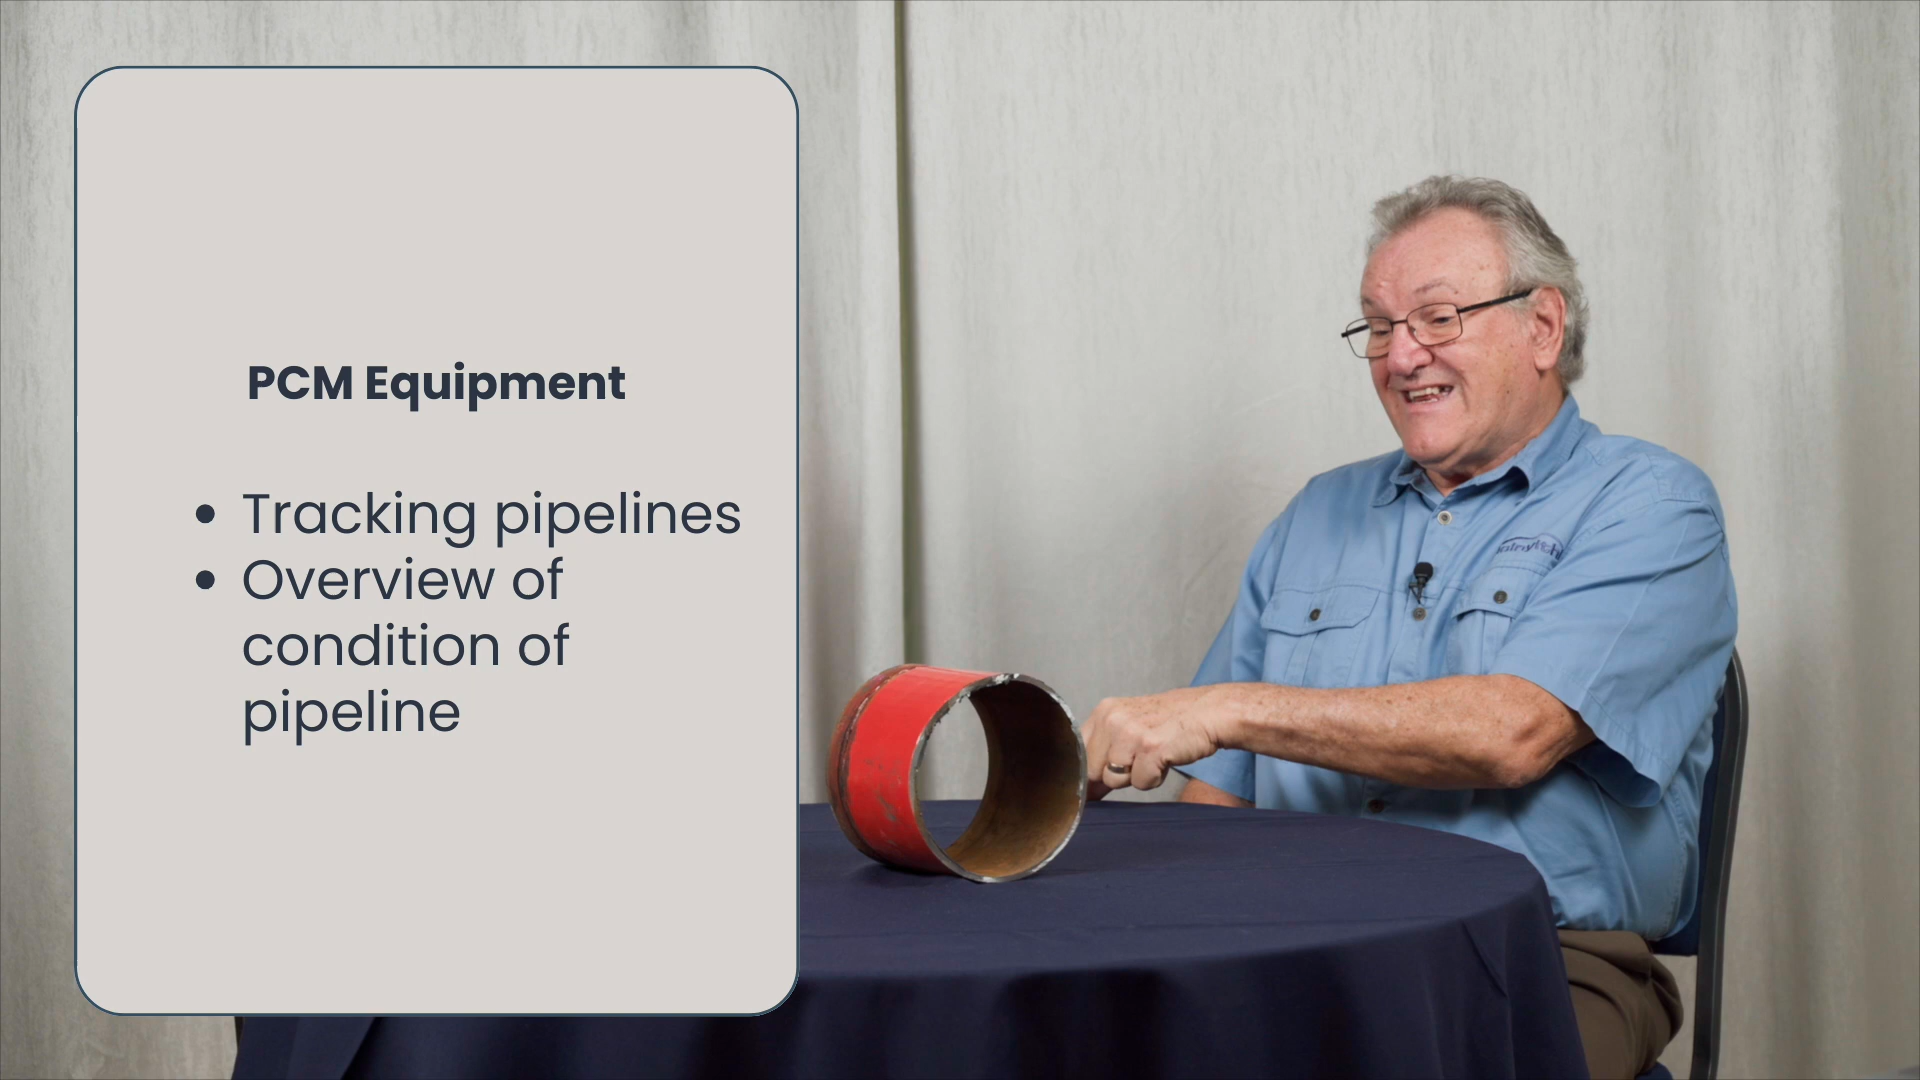 PCM Equipment
• Tracking pipelines
• Overview of
condition of
pipeline